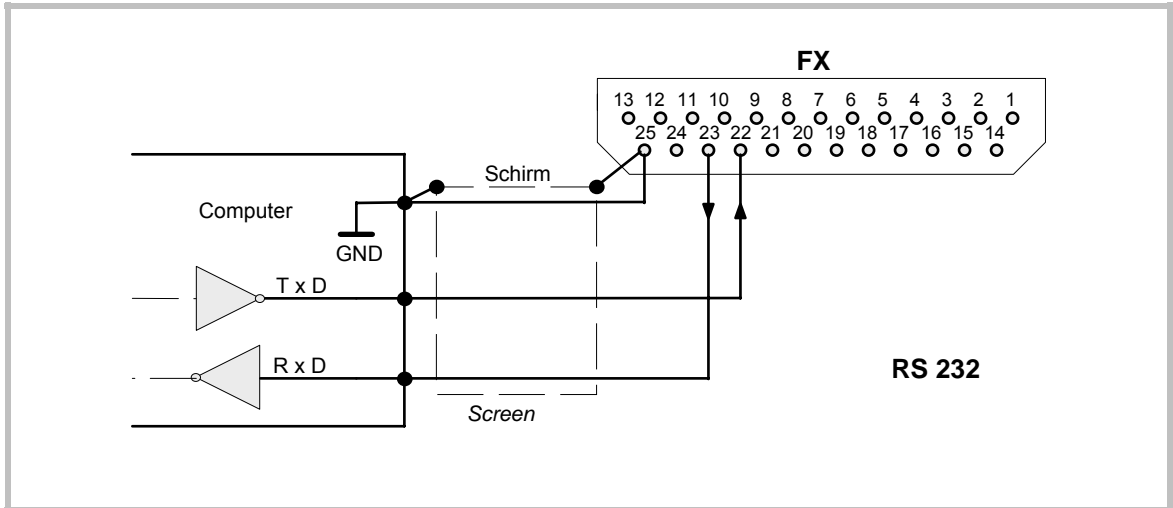 FX
13 12 11 10 9 8 7 6 5 4 3 2 1
25 24 23 22 21 20 19 18 17 16 15 14
Schirm
Computer
GND
T x D
R x D
RS 232
Screen